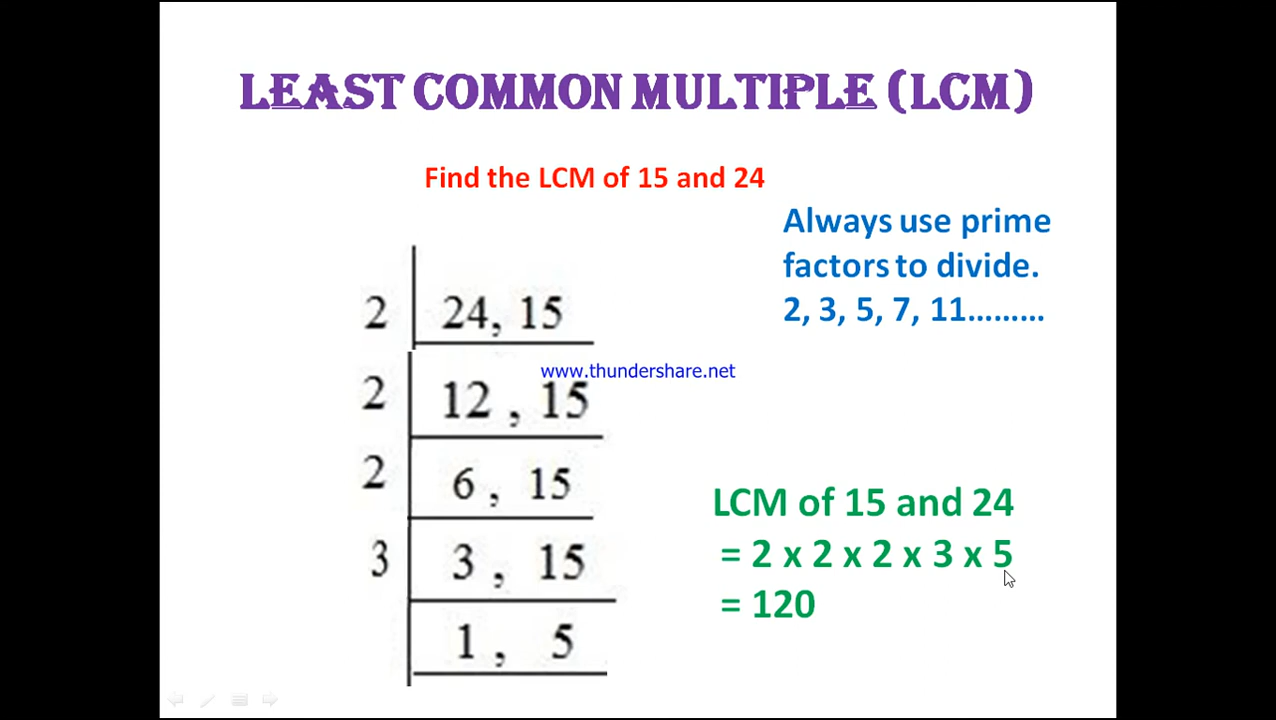 LEAST COMMON MULTIPLE (LCM)
Find the LCM of 15 and 24
Always use prime
factors to divide.
2, 3, 5, 7, 11.........
2 24, 15
www.thundershare.net
2 12 , 15
2 6 , 15
3 3 , 15
1 , 5
LCM of 15 and 24
= 2 x 2 x 2 x 3 x 5
= 120